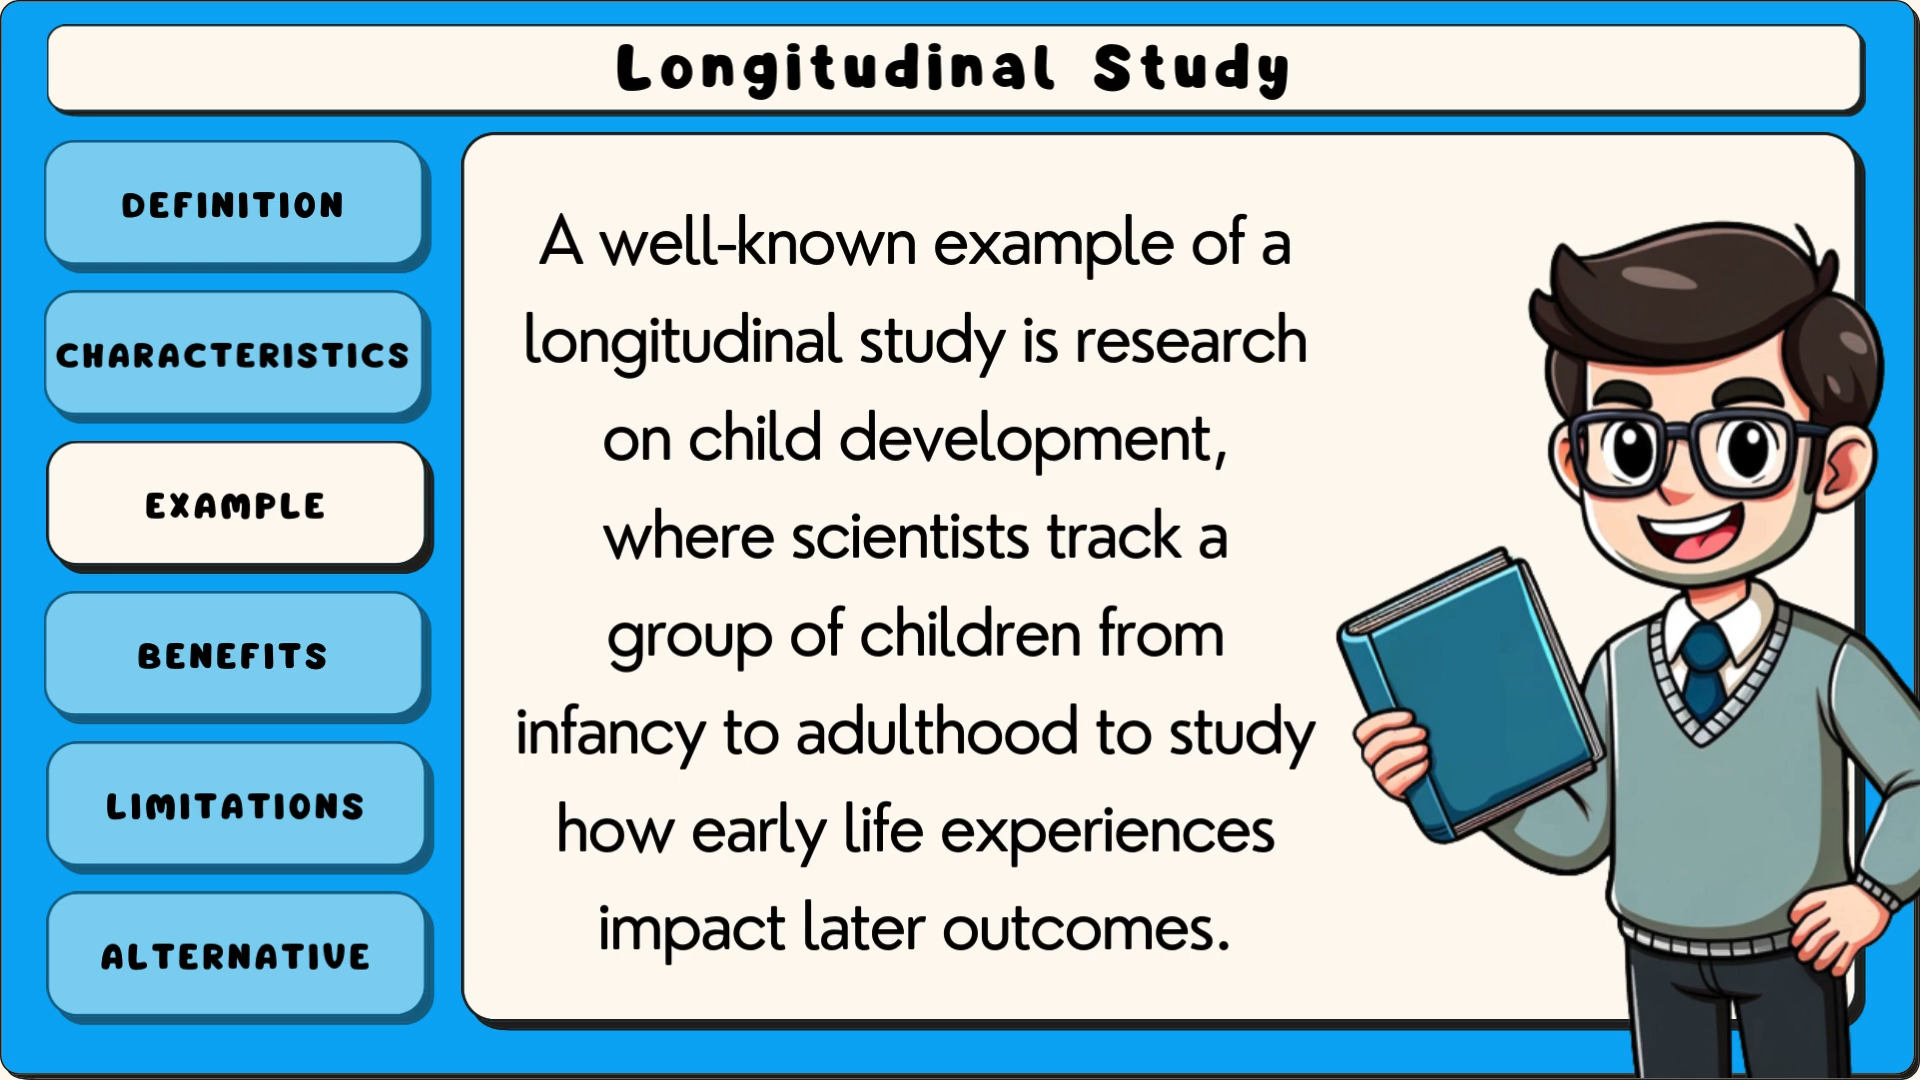 Longitudinal Study
DEFINITION
CHARACTERISTICS
EXAMPLE
BENEFITS
LIMITATIONS
ALTERNATIVE
A well-known example of a
longitudinal study is research
on child development,
where scientists track a
group of children from
infancy to adulthood to study
how early life experiences
impact later outcomes.